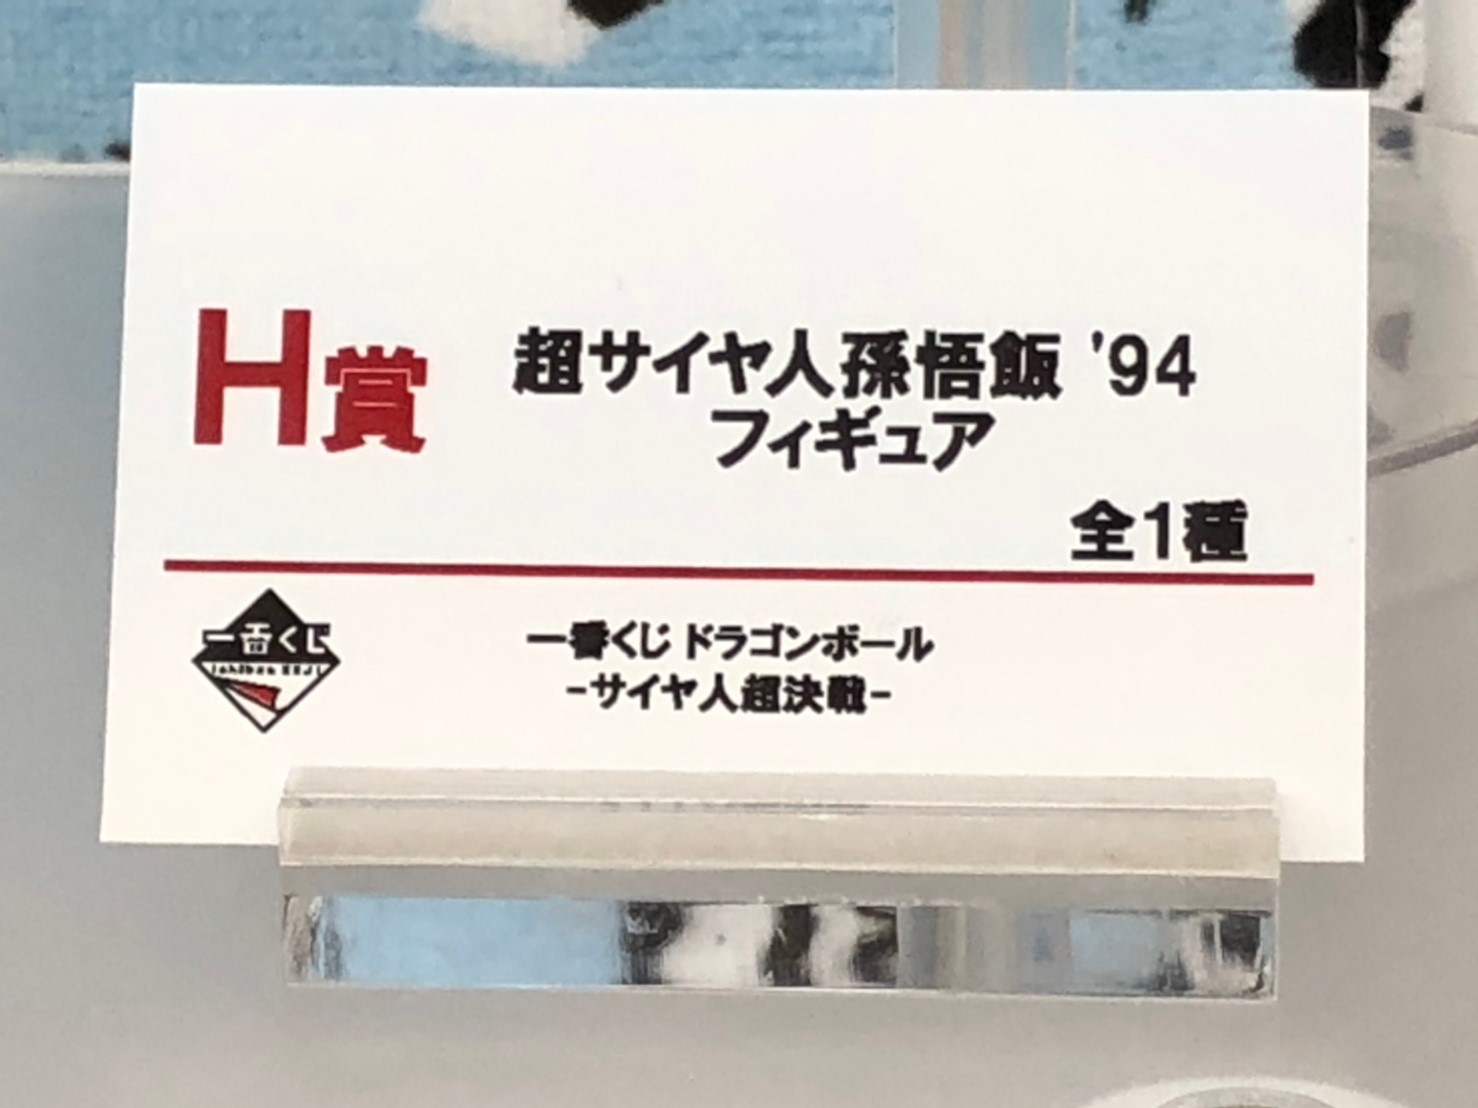 H賞
超サイヤ人孫悟飯 '94
フィギュア
全1種
一番くじ
Ichiban KUJI
一番くじ ドラゴンボール
-サイヤ人超決戦-